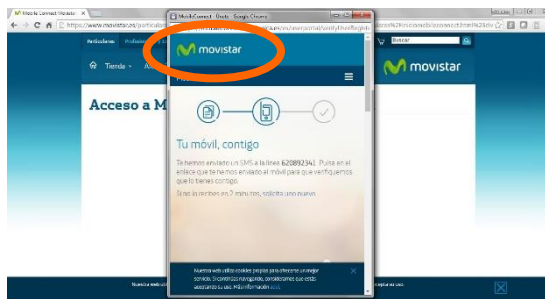 Mobile Connect
MobileConnect - Gratis - Google Chrome
https://www.movistar.es/particulares
Particulares
Buscar
movistar
Tienda
movistar
Acceso a M
Tu móvil, contigo
Te hemos enviado un SMS a la línea 620892341. Pulsa en el
enlace que te hemos enviado al móvil para que verifiquemos
que lo tienes contigo.
Si no lo recibes en 2 minutos, solicita uno nuevo
Nuestra web utiliza cookies propias para ofrecerte un mejor
servicio. Si continúas navegando, consideramos que estás
aceptando su uso. Más información aquí.